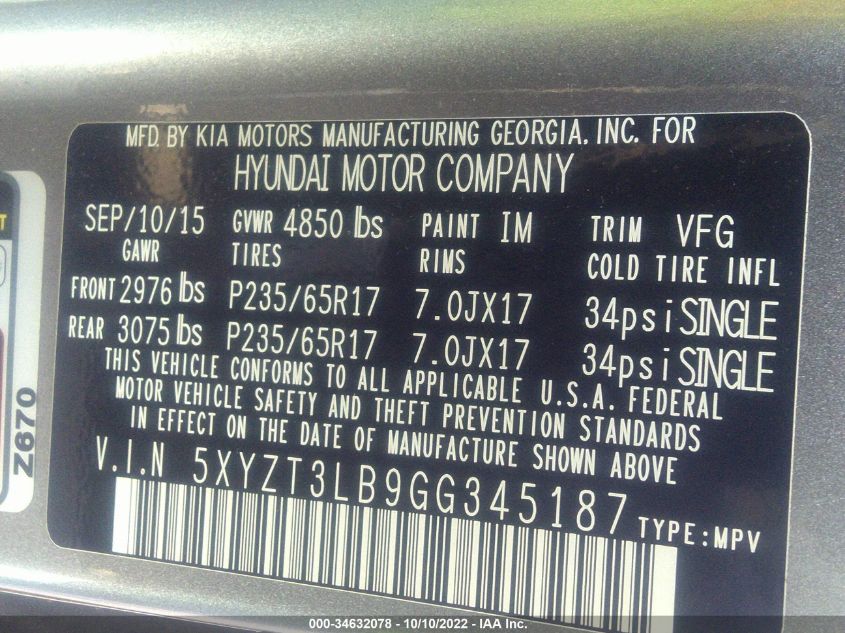 MFD. BY KIA MOTORS MANUFACTURING GEORGIA, INC. FOR
HYUNDAI MOTOR COMPANY
SEP/10/15 GVWR 4850 lbs PAINT IM TRIM VFG
GAWR TIRES RIMS COLD TIRE INFL
FRONT 2976 lbs P235/65R17 7.0JX17 34psi SINGLE
REAR 3075 lbs P235/65R17 7.0JX17 34psi SINGLE
THIS VEHICLE CONFORMS TO ALL APPLICABLE U.S.A. FEDERAL
MOTOR VEHICLE SAFETY AND THEFT PREVENTION STANDARDS
IN EFFECT ON THE DATE OF MANUFACTURE SHOWN ABOVE
V.I.N 5XYZT3LB9GG345187 TYPE:MPV
Z670
000-34632078 - 10/10/2022 - IAA Inc.